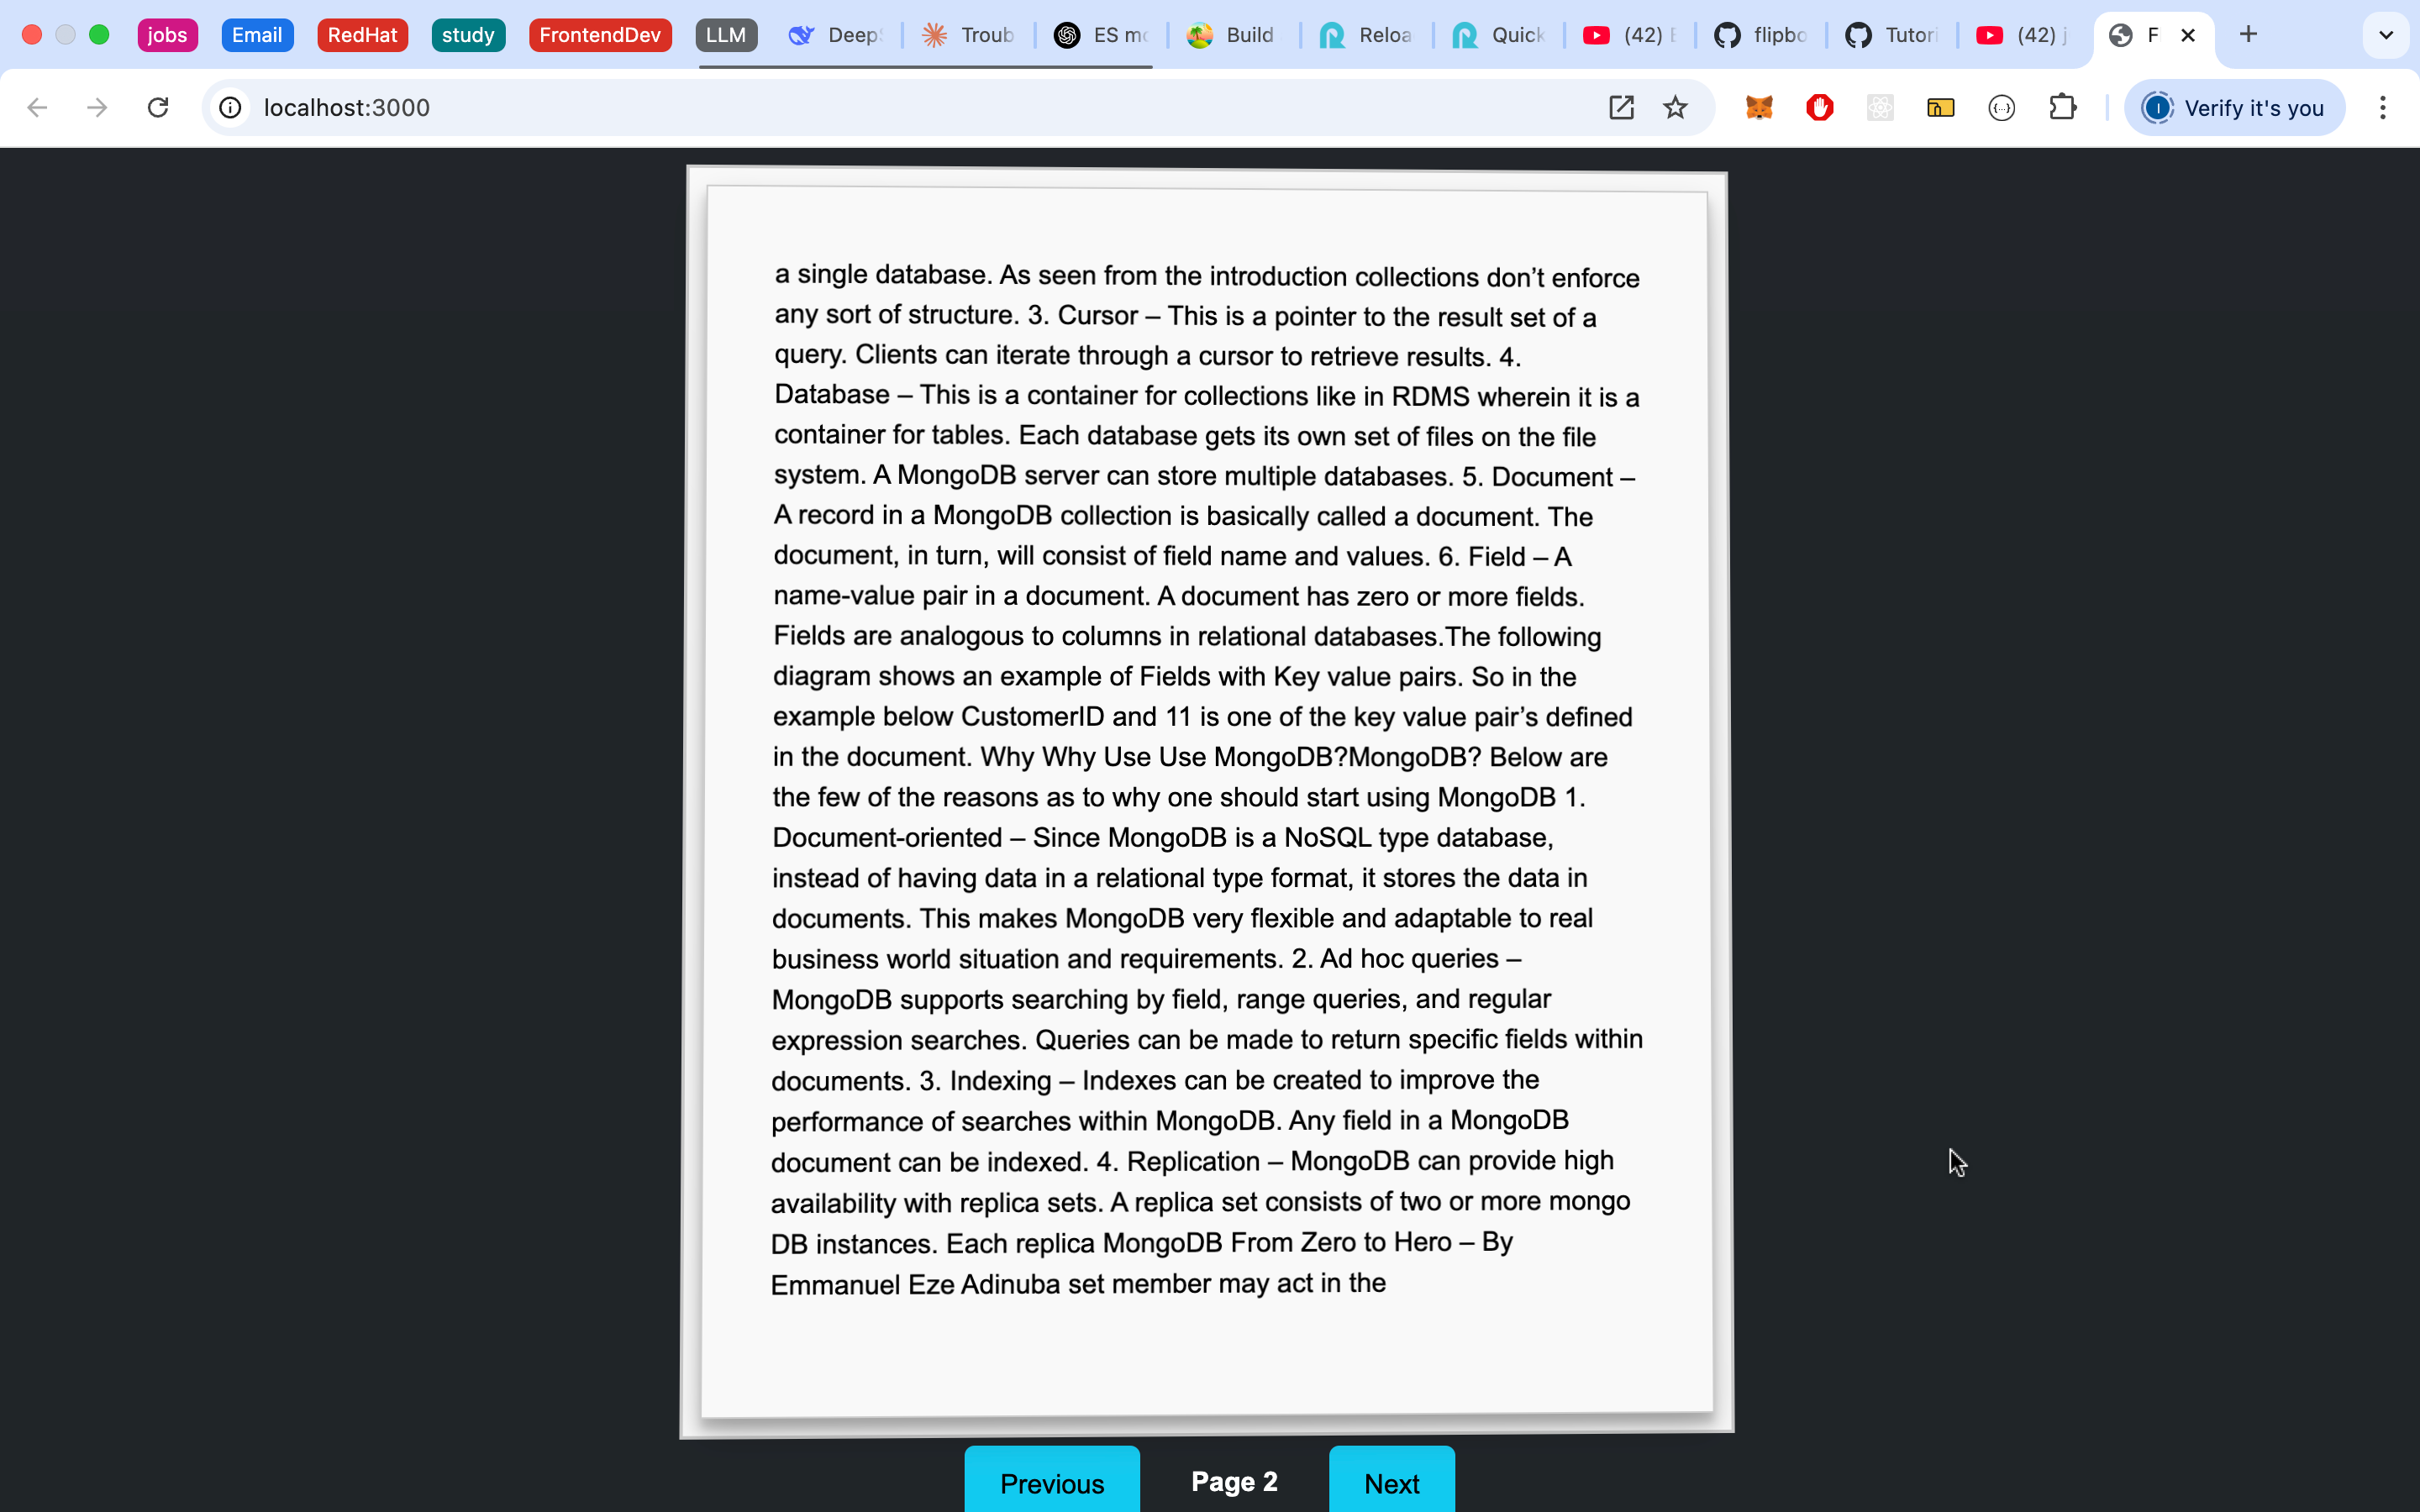 jobs Email RedHat study FrontendDev LLM Deep Troub ES mo Build Reloa Quick (42) flipbo Tutori (42) j F
localhost:3000 Verify it's you
a single database. As seen from the introduction collections don’t enforce
any sort of structure. 3. Cursor – This is a pointer to the result set of a
query. Clients can iterate through a cursor to retrieve results. 4.
Database – This is a container for collections like in RDMS wherein it is a
container for tables. Each database gets its own set of files on the file
system. A MongoDB server can store multiple databases. 5. Document –
A record in a MongoDB collection is basically called a document. The
document, in turn, will consist of field name and values. 6. Field – A
name-value pair in a document. A document has zero or more fields.
Fields are analogous to columns in relational databases.The following
diagram shows an example of Fields with Key value pairs. So in the
example below CustomerID and 11 is one of the key value pair’s defined
in the document. Why Why Use Use MongoDB?MongoDB? Below are
the few of the reasons as to why one should start using MongoDB 1.
Document-oriented – Since MongoDB is a NoSQL type database,
instead of having data in a relational type format, it stores the data in
documents. This makes MongoDB very flexible and adaptable to real
business world situation and requirements. 2. Ad hoc queries –
MongoDB supports searching by field, range queries, and regular
expression searches. Queries can be made to return specific fields within
documents. 3. Indexing – Indexes can be created to improve the
performance of searches within MongoDB. Any field in a MongoDB
document can be indexed. 4. Replication – MongoDB can provide high
availability with replica sets. A replica set consists of two or more mongo
DB instances. Each replica MongoDB From Zero to Hero – By
Emmanuel Eze Adinuba set member may act in the
Previous Page 2 Next